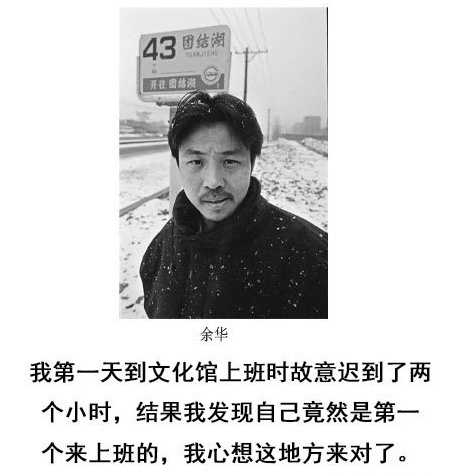 43 团结湖
TUANJIEHU
开往 团结湖
余华
我第一天到文化馆上班时故意迟到了两
个小时，结果我发现自己竟然是第一
个来上班的，我心想这地方来对了。